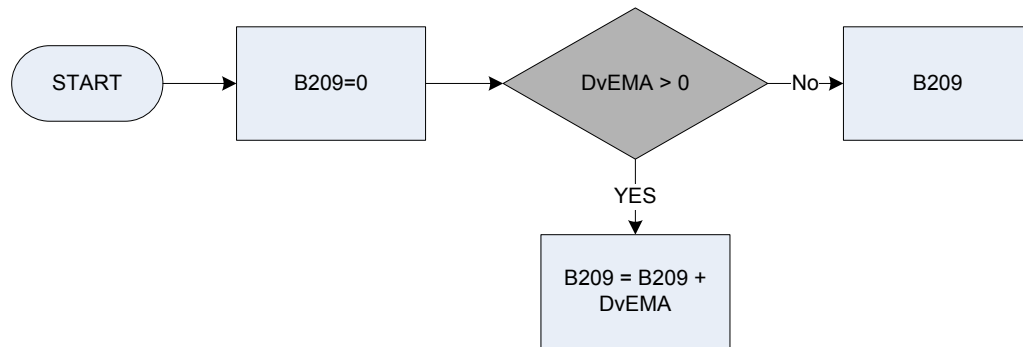 START
B209=0
DvEMA > 0
No
B209
YES
B209 = B209 +
DvEMA